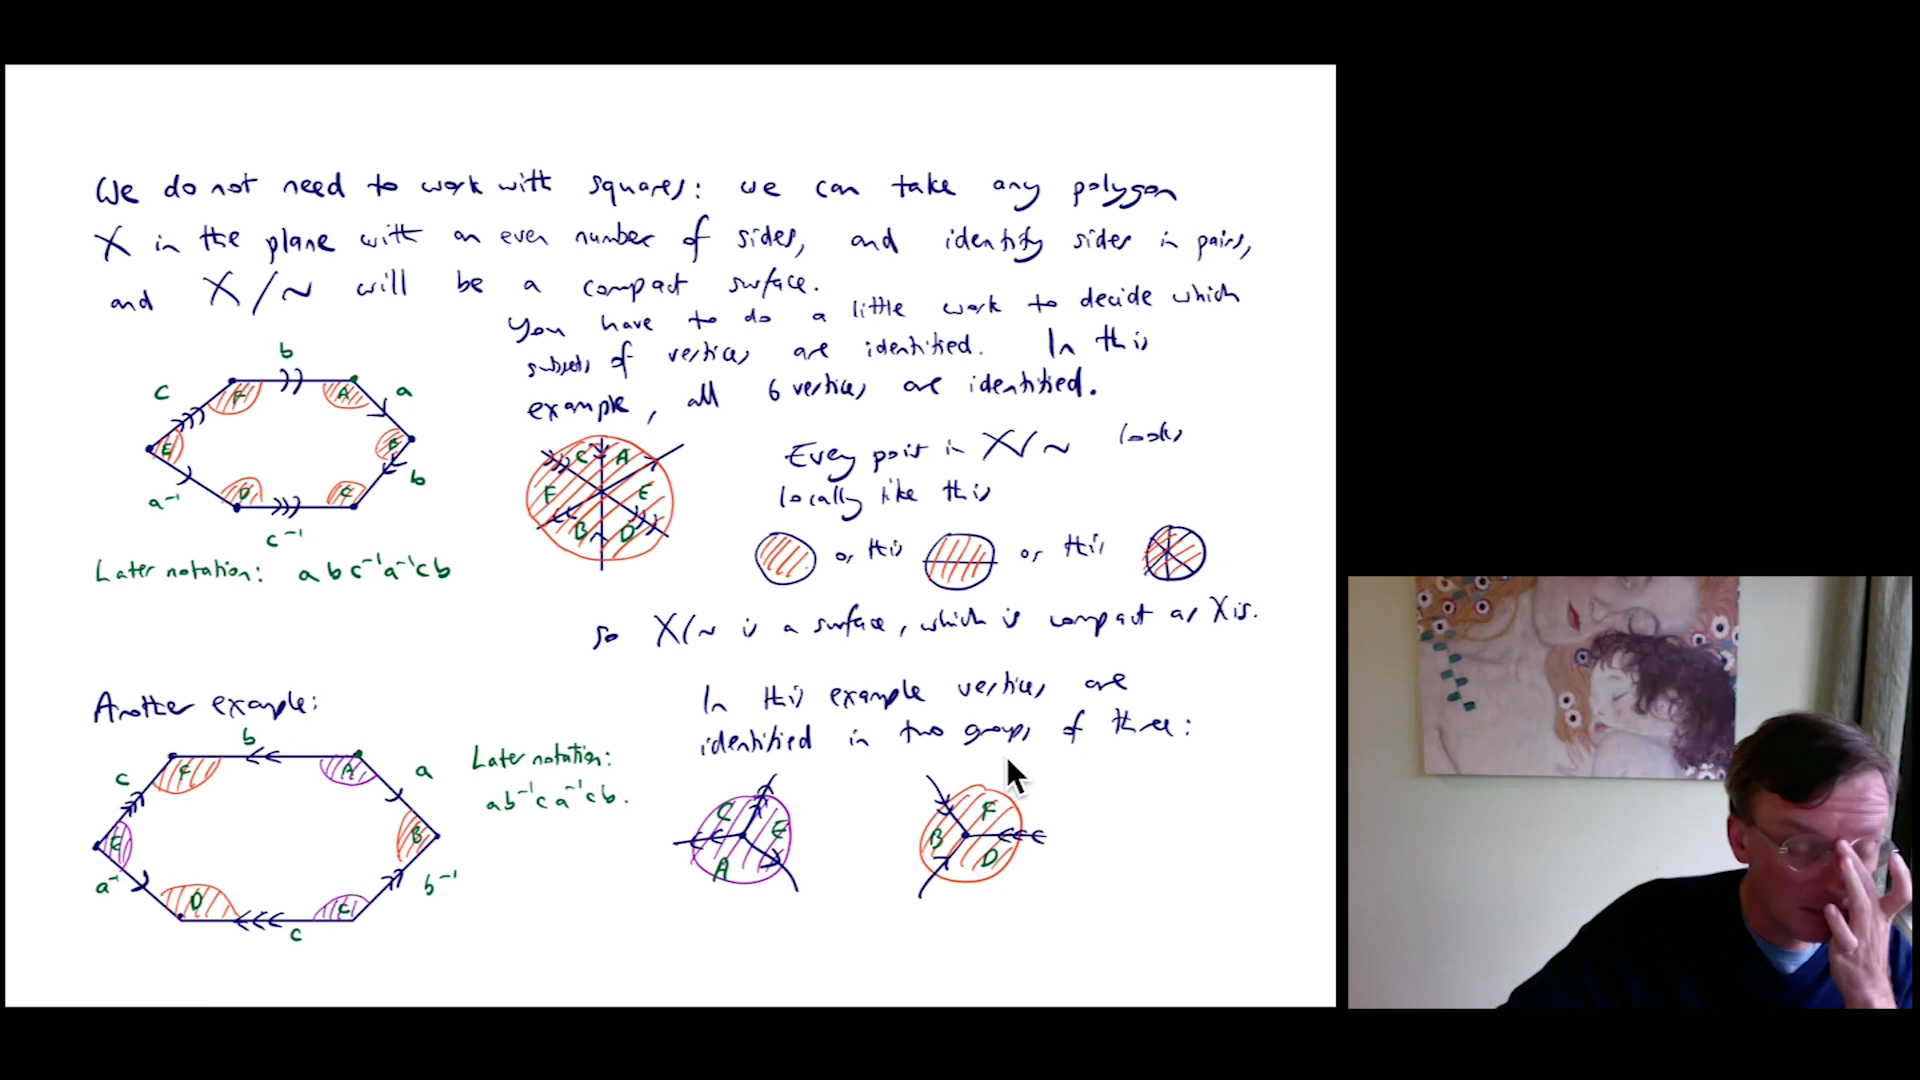 We do not need to work with squares: we can take any polygon
X in the plane with an even number of sides, and identify sides in pairs,
and X/~ will be a compact surface.
You have to do a little work to decide which
subsets of vertices are identified. In this
example, all 6 vertices are identified.
b
c
a
F
A
E
B
D
C
a⁻¹
b
c⁻¹
Later notation: abc⁻¹a⁻¹cb
C A
F E
B D
Every point in X/~ looks
locally like this
or this or this
so X/~ is a surface, which is compact as X is.
Another example:
b
c
a
F
A
E
B
D
C
a⁻¹
b⁻¹
c
Later notation:
ab⁻¹ca⁻¹cb.
In this example vertices are
identified in two groups of three:
C
E
A
F
B
D